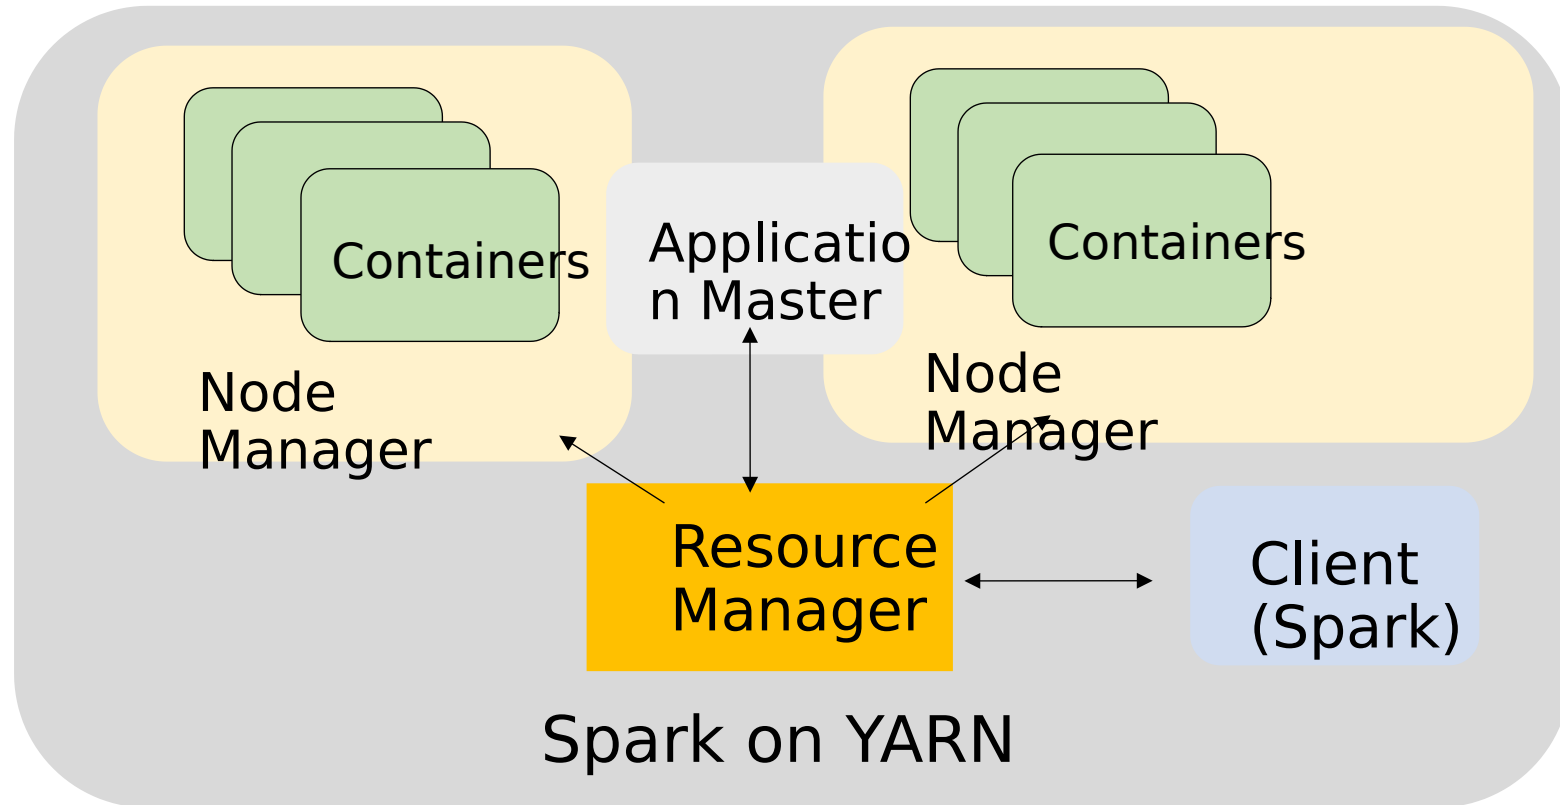 Containers
Applicatio
n Master
Containers
Node
Manager
Node
Manager
Resource
Manager
Client
(Spark)
Spark on YARN